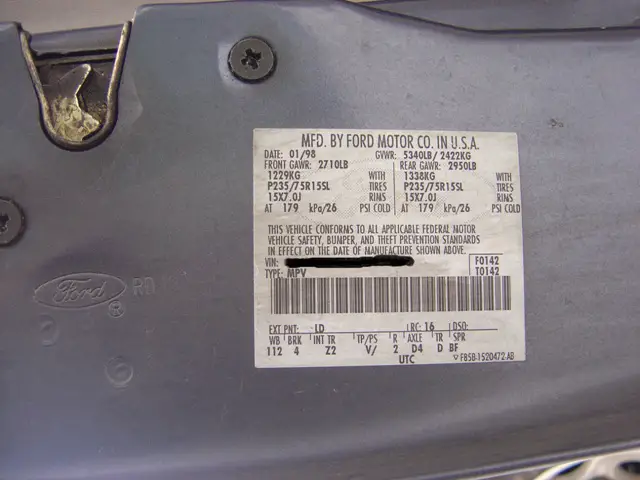 MFD. BY FORD MOTOR CO. IN U.S.A.
DATE: 01/98 GVWR: 5340LB/ 2422KG
FRONT GAWR: 2710LB REAR GAWR: 2950LB
1229KG WITH 1338KG WITH
P235/75R15SL TIRES P235/75R15SL TIRES
15X7.0J RIMS 15X7.0J RIMS
AT 179 kPa/26 PSI COLD AT 179 kPa/26 PSI COLD
THIS VEHICLE CONFORMS TO ALL APPLICABLE FEDERAL MOTOR
VEHICLE SAFETY, BUMPER, AND THEFT PREVENTION STANDARDS
IN EFFECT ON THE DATE OF MANUFACTURE SHOWN ABOVE.
VIN: F0142
TYPE: MPV T0142
EXT PNT: LD RC: 16 DSO:
WB BRK INT TR TP/PS R AXLE TR SPR
112 4 Z2 V/ 2 D4 D BF
UTC F85B-1520472-AB
Ford R